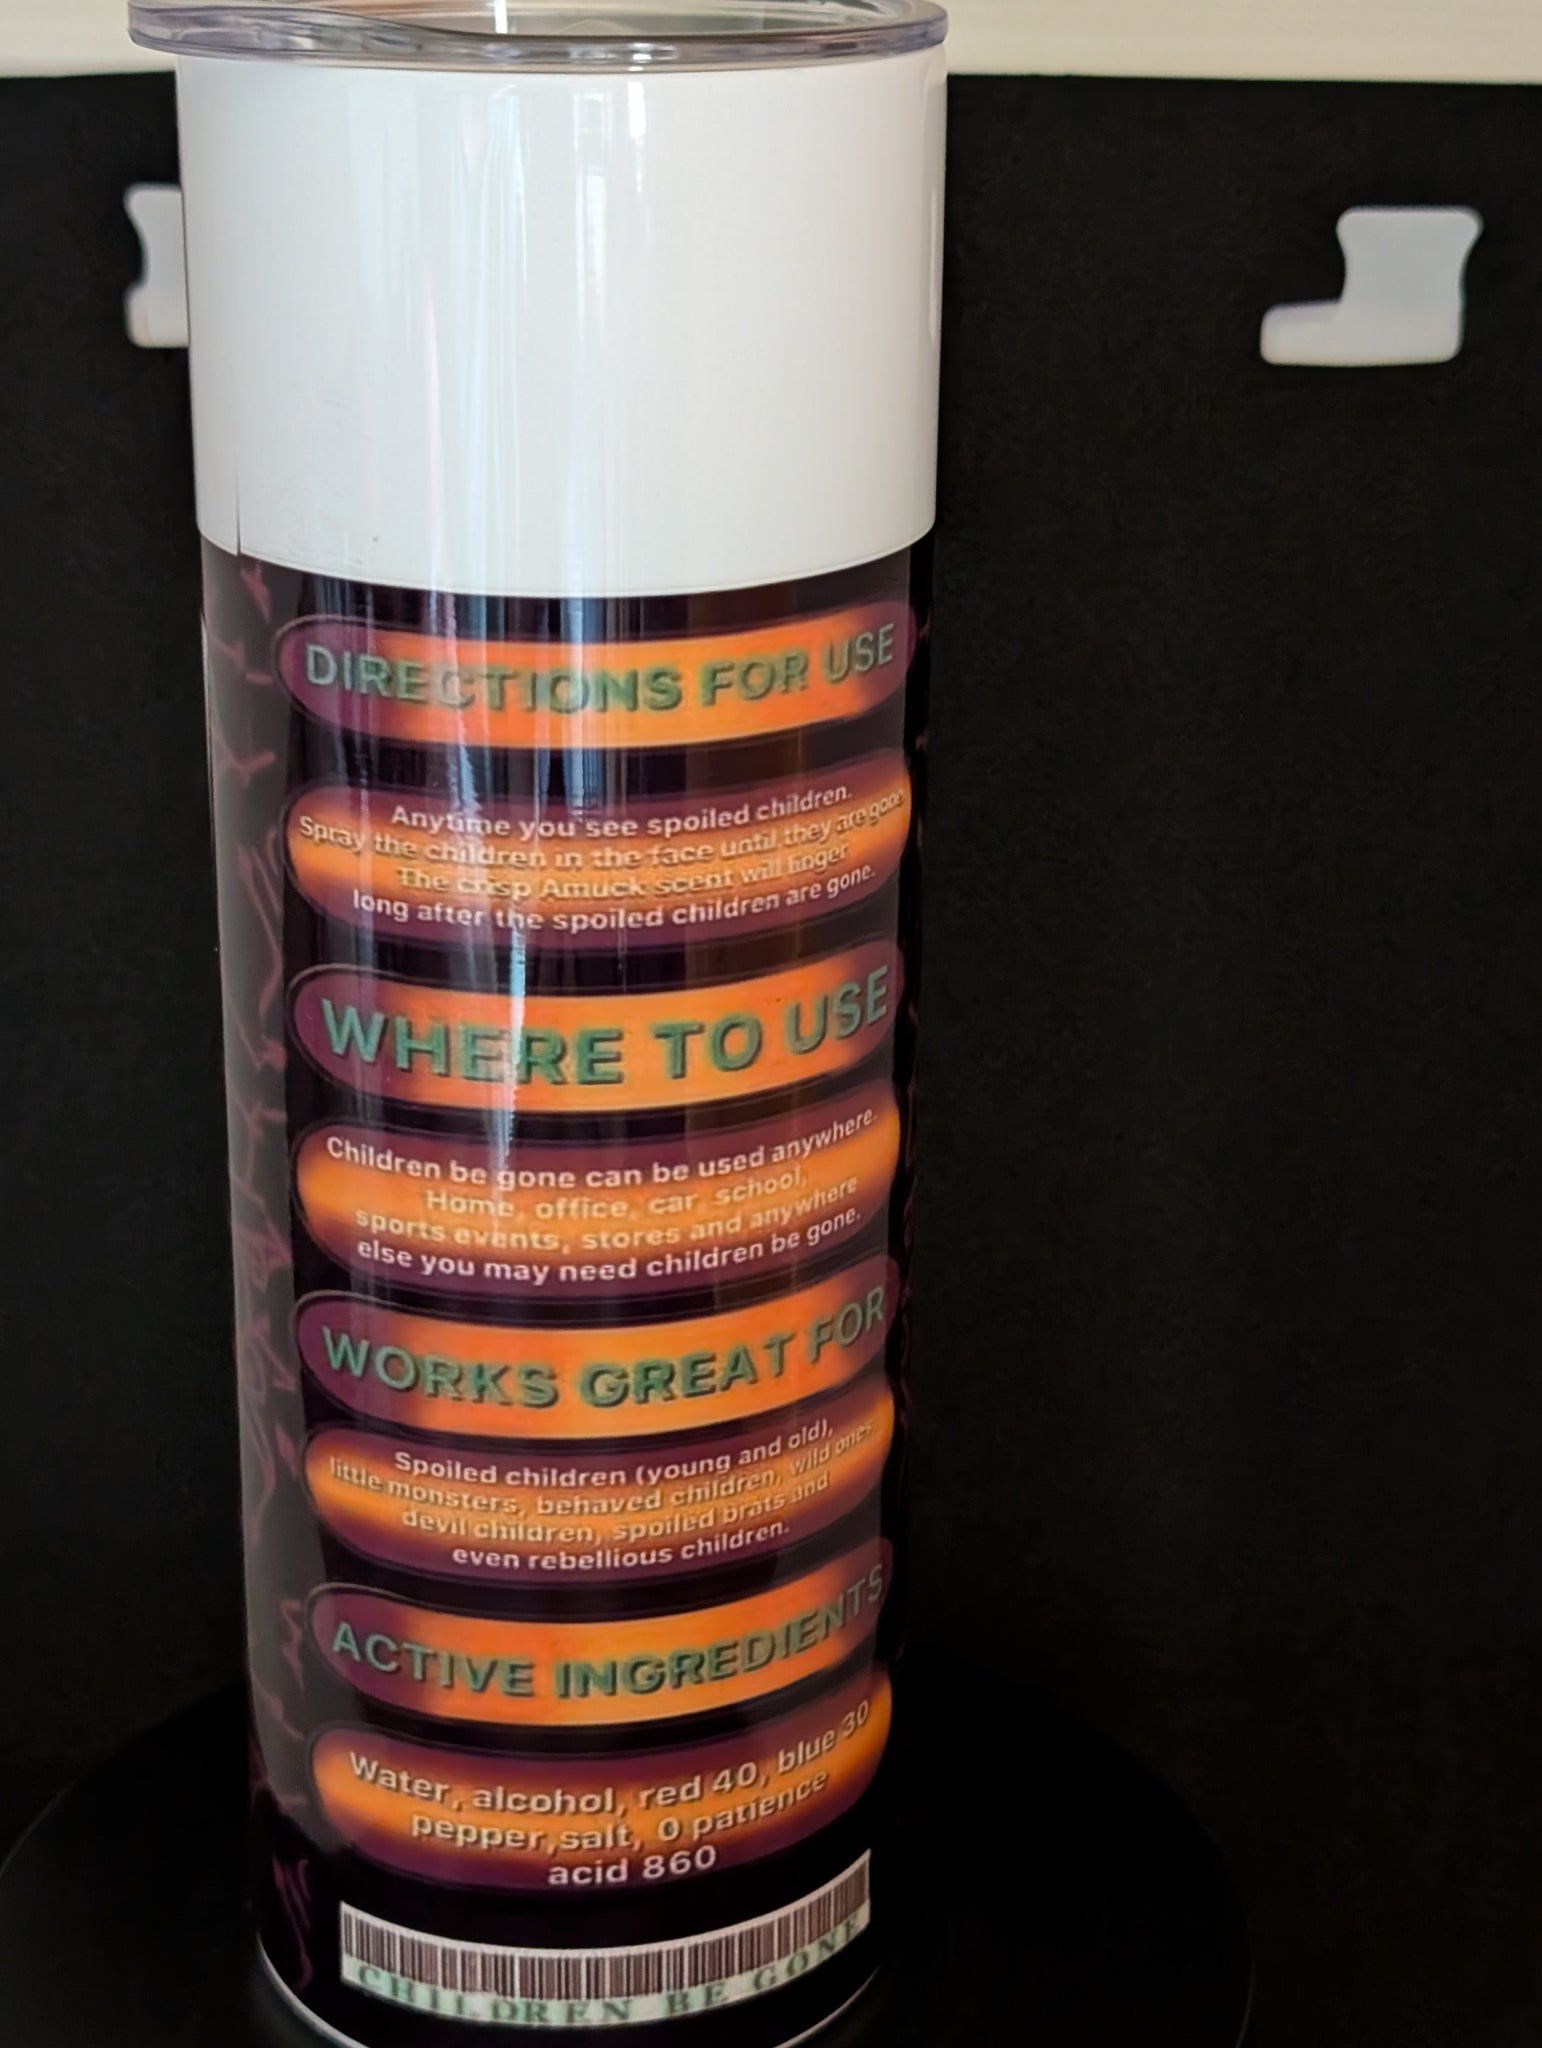 DIRECTIONS FOR USE
Anytime you see spoiled children.
Spray the children in the face until they are gone
The crisp Amuck scent will linger
long after the spoiled children are gone.
WHERE TO USE
Children be gone can be used anywhere.
Home, office, car, school,
sports events, stores and anywhere
else you may need children be gone.
WORKS GREAT FOR
Spoiled children (young and old),
little monsters, behaved children, wild ones
devil children, spoiled brats and
even rebellious children.
ACTIVE INGREDIENTS
Water, alcohol, red 40, blue 30
pepper,salt, 0 patience
acid 860
CHILDREN BE GONE